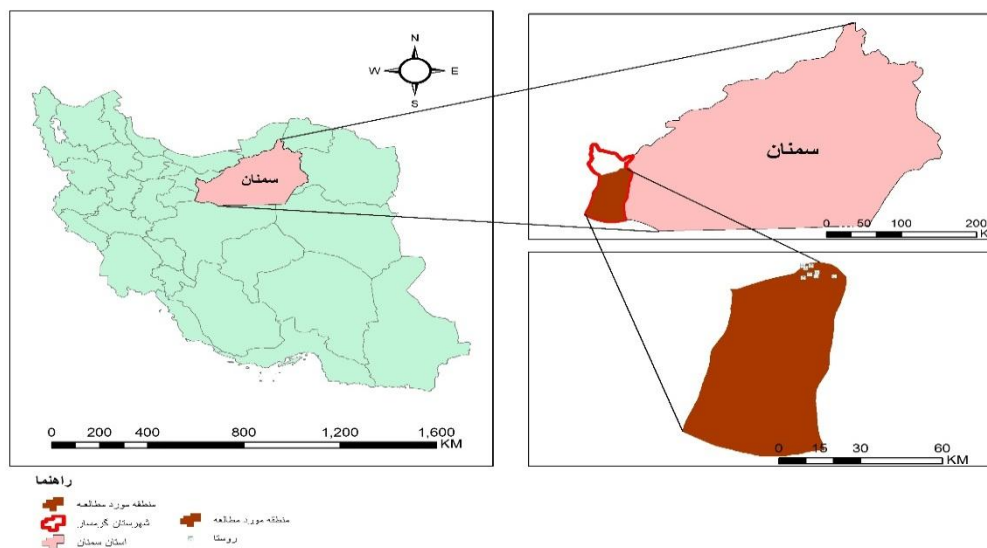 N
W E
S
سمنان
0 200 400 800 1,200 1,600
KM
سمنان
0 50 100 200
KM
0 15 30 60
KM
راهنما
منطقه مورد مطالعه
شهرستان گرمسار
استان سمنان
منطقه مورد مطالعه
روستا